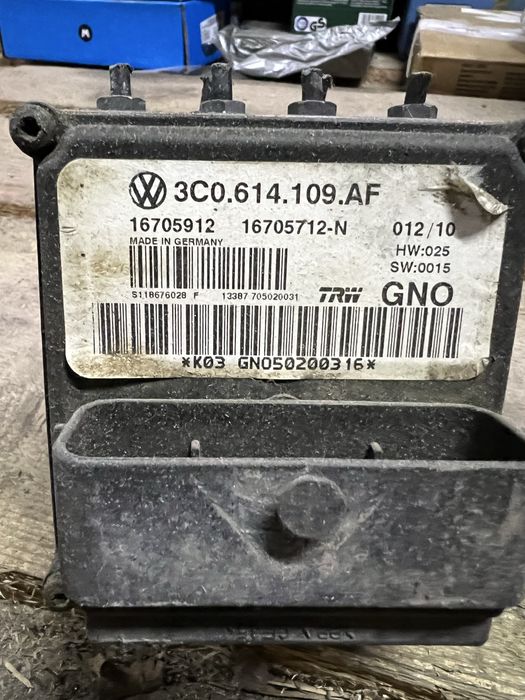 GS
3C0.614.109.AF
16705912 16705712-N 012/10
MADE IN GERMANY
HW:025
SW:0015
S118676028 F 13387 705020031 TRW GNO
*K03 GNO50200316*